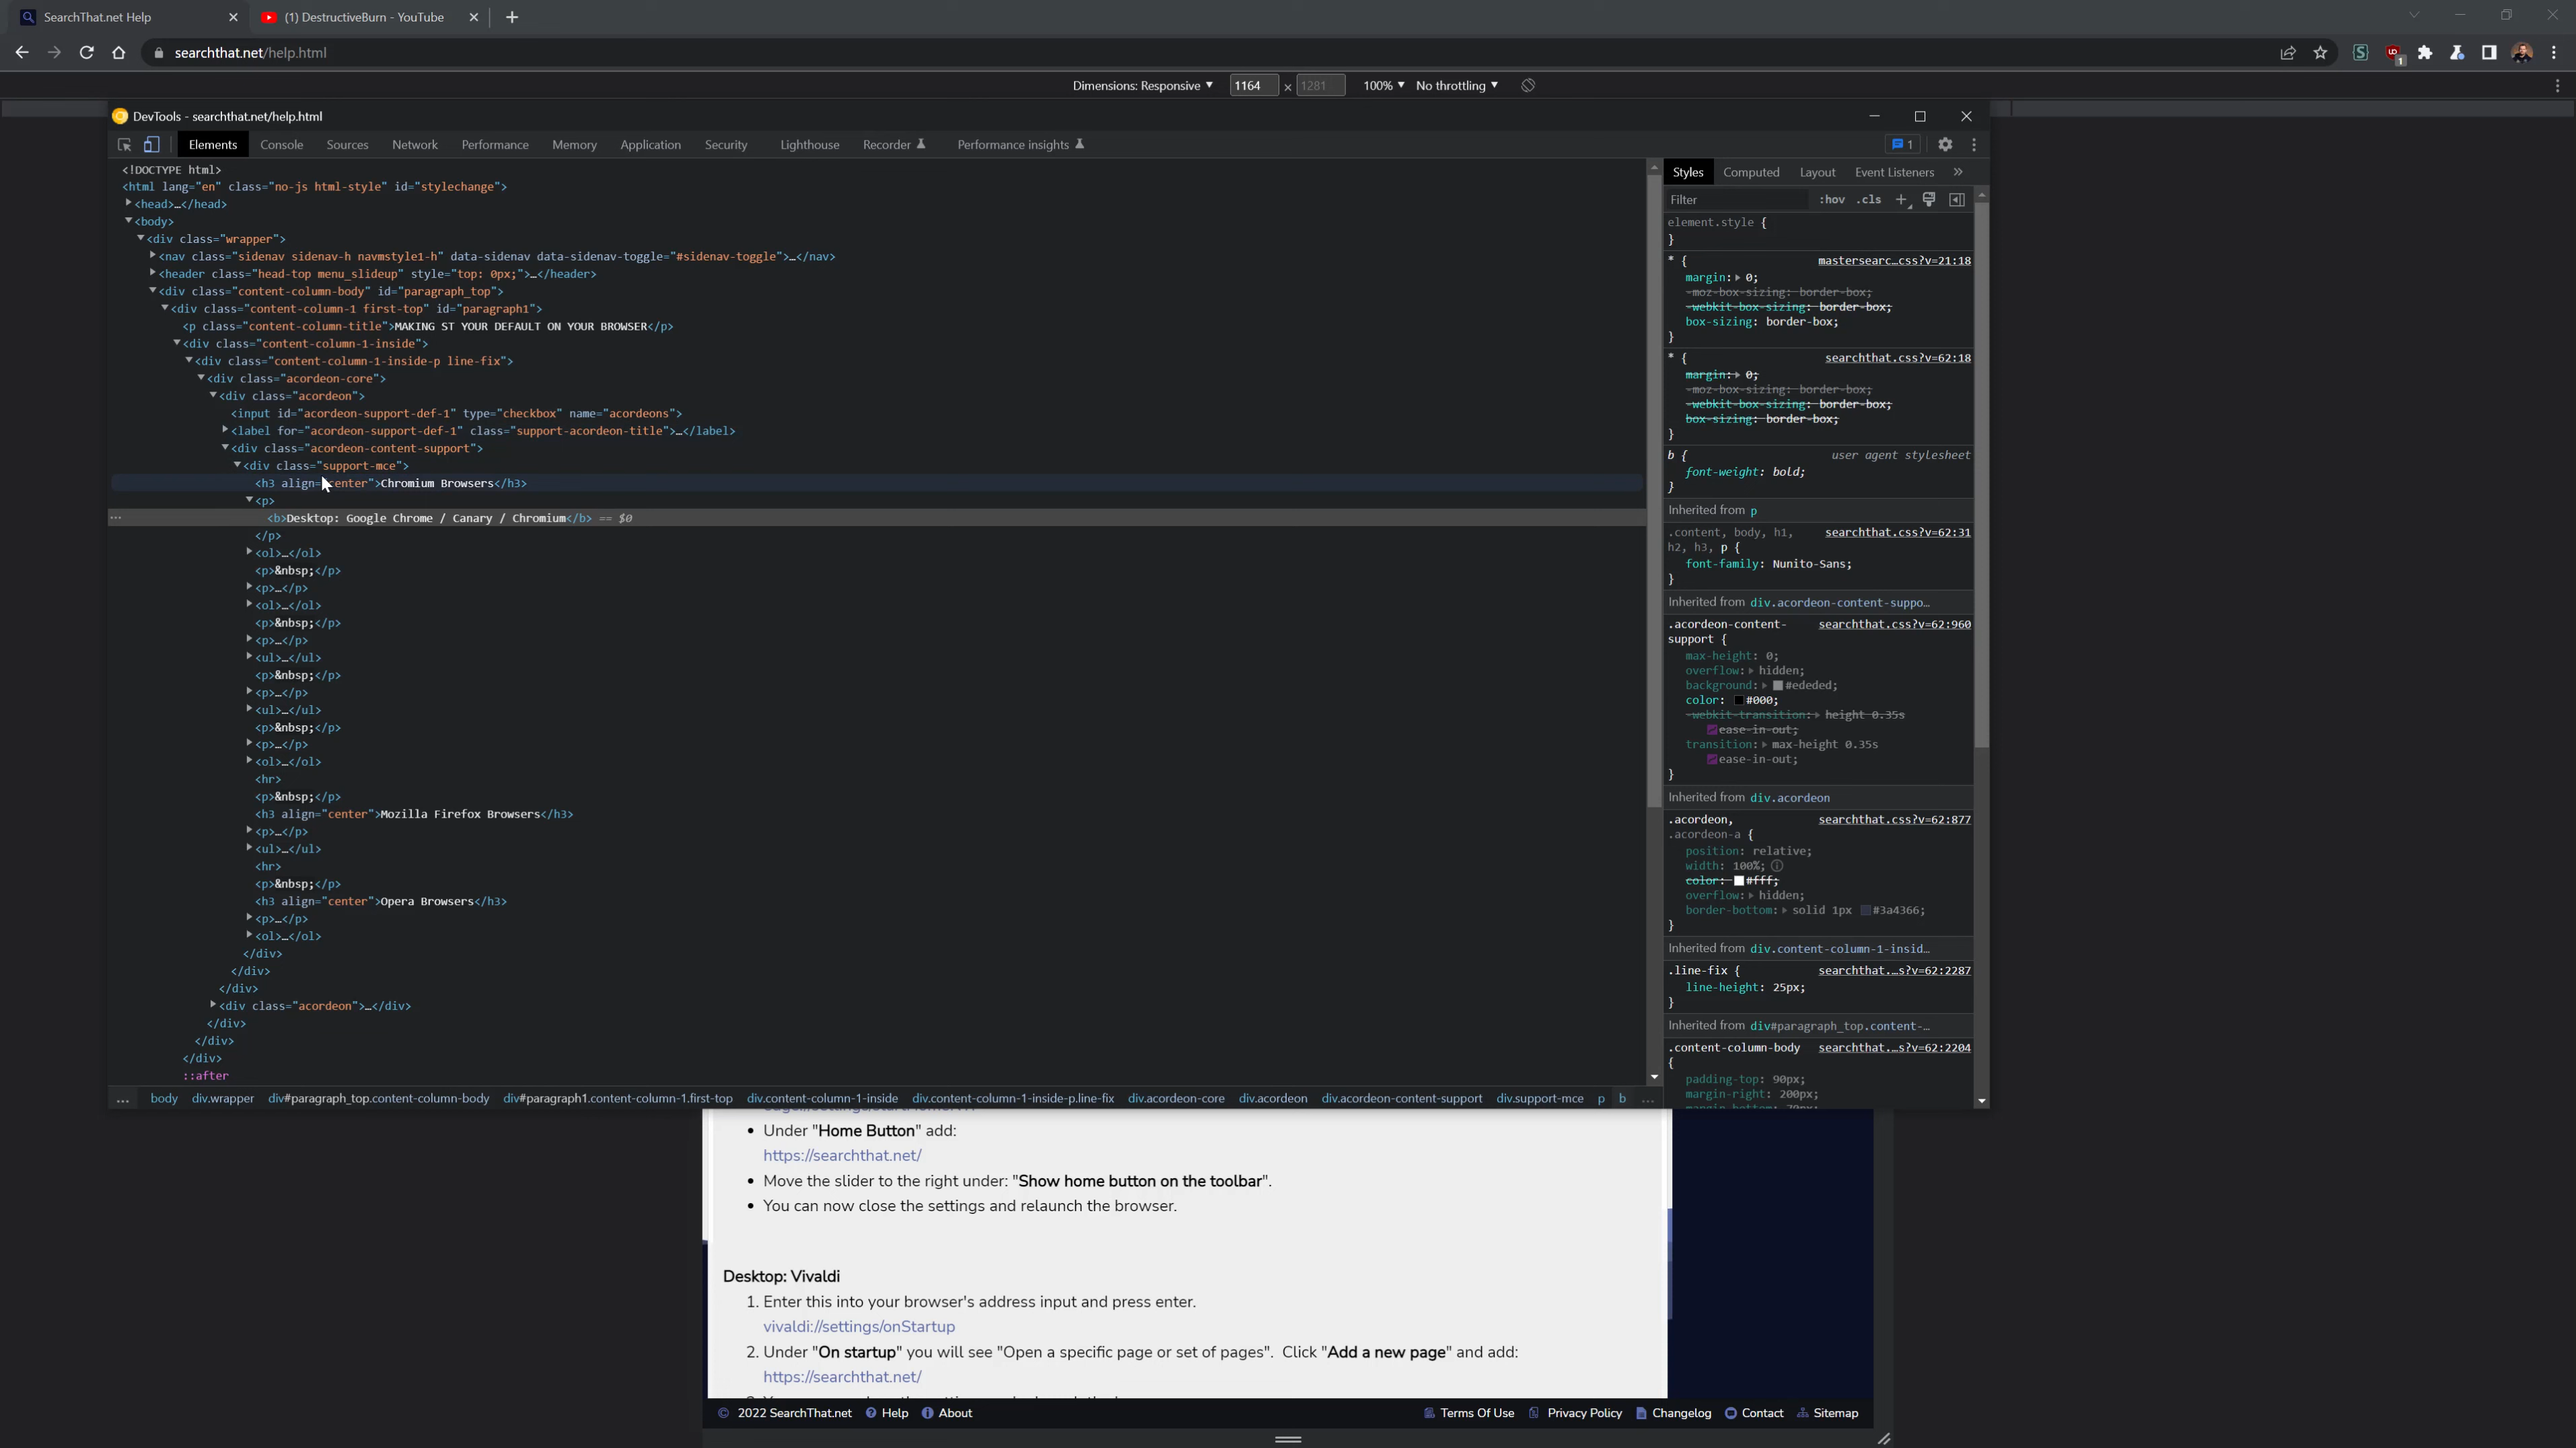 SearchThat.net Help
(1) DestructiveBurn - YouTube
searchthat.net/help.html
1
Dimensions: Responsive
1164
×
1281
100%
No throttling
DevTools - searchthat.net/help.html
Elements
Console
Sources
Network
Performance
Memory
Application
Security
Lighthouse
Recorder
Performance insights
1
<!DOCTYPE html>
<html lang="en" class="no-js html-style" id="stylechange">
<head>…</head>
<body>
<div class="wrapper">
<nav class="sidenav sidenav-h navmstyle1-h" data-sidenav data-sidenav-toggle="#sidenav-toggle">…</nav>
<header class="head-top menu_slideup" style="top: 0px;">…</header>
<div class="content-column-body" id="paragraph_top">
<div class="content-column-1 first-top" id="paragraph1">
<p class="content-column-title">MAKING ST YOUR DEFAULT ON YOUR BROWSER</p>
<div class="content-column-1-inside">
<div class="content-column-1-inside-p line-fix">
<div class="acordeon-core">
<div class="acordeon">
<input id="acordeon-support-def-1" type="checkbox" name="acordeons">
<label for="acordeon-support-def-1" class="support-acordeon-title">…</label>
<div class="acordeon-content-support">
<div class="support-mce">
<h3 align="center">Chromium Browsers</h3>
<p>
… <b>Desktop: Google Chrome / Canary / Chromium</b> == $0
</p>
<ol>…</ol>
<p>&nbsp;</p>
<p>…</p>
<ol>…</ol>
<p>&nbsp;</p>
<p>…</p>
<ul>…</ul>
<p>&nbsp;</p>
<p>…</p>
<ul>…</ul>
<p>&nbsp;</p>
<p>…</p>
<ol>…</ol>
<hr>
<p>&nbsp;</p>
<h3 align="center">Mozilla Firefox Browsers</h3>
<p>…</p>
<ul>…</ul>
<hr>
<p>&nbsp;</p>
<h3 align="center">Opera Browsers</h3>
<p>…</p>
<ol>…</ol>
</div>
</div>
</div>
<div class="acordeon">…</div>
</div>
</div>
</div>
::after
… body div.wrapper div#paragraph_top.content-column-body div#paragraph1.content-column-1.first-top div.content-column-1-inside div.content-column-1-inside-p.line-fix div.acordeon-core div.acordeon div.acordeon-content-support div.support-mce p b …
Styles
Computed
Layout
Event Listeners
»
Filter
:hov .cls +
element.style {
}
* { mastersearc…css?v=21:18
margin: 0;
-moz-box-sizing: border-box;
-webkit-box-sizing: border-box;
box-sizing: border-box;
}
* { searchthat.css?v=62:18
margin: 0;
-moz-box-sizing: border-box;
-webkit-box-sizing: border-box;
box-sizing: border-box;
}
b { user agent stylesheet
font-weight: bold;
}
Inherited from p
.content, body, h1, searchthat.css?v=62:31
h2, h3, p {
font-family: Nunito-Sans;
}
Inherited from div.acordeon-content-suppo…
.acordeon-content- searchthat.css?v=62:960
support {
max-height: 0;
overflow: hidden;
background: #ededed;
color: #000;
-webkit-transition: height 0.35s
ease-in-out;
transition: max-height 0.35s
ease-in-out;
}
Inherited from div.acordeon
.acordeon, searchthat.css?v=62:877
.acordeon-a {
position: relative;
width: 100%;
color: #fff;
overflow: hidden;
border-bottom: solid 1px #3a4366;
}
Inherited from div.content-column-1-insid…
.line-fix { searchthat.…s?v=62:2287
line-height: 25px;
}
Inherited from div#paragraph_top.content-…
.content-column-body searchthat.…s?v=62:2204
{
padding-top: 90px;
margin-right: 200px;
• Under "Home Button" add:
https://searchthat.net/
• Move the slider to the right under: "Show home button on the toolbar".
• You can now close the settings and relaunch the browser.
Desktop: Vivaldi
1. Enter this into your browser's address input and press enter.
vivaldi://settings/onStartup
2. Under "On startup" you will see "Open a specific page or set of pages". Click "Add a new page" and add:
https://searchthat.net/
© 2022 SearchThat.net
Help
About
Terms Of Use
Privacy Policy
Changelog
Contact
Sitemap